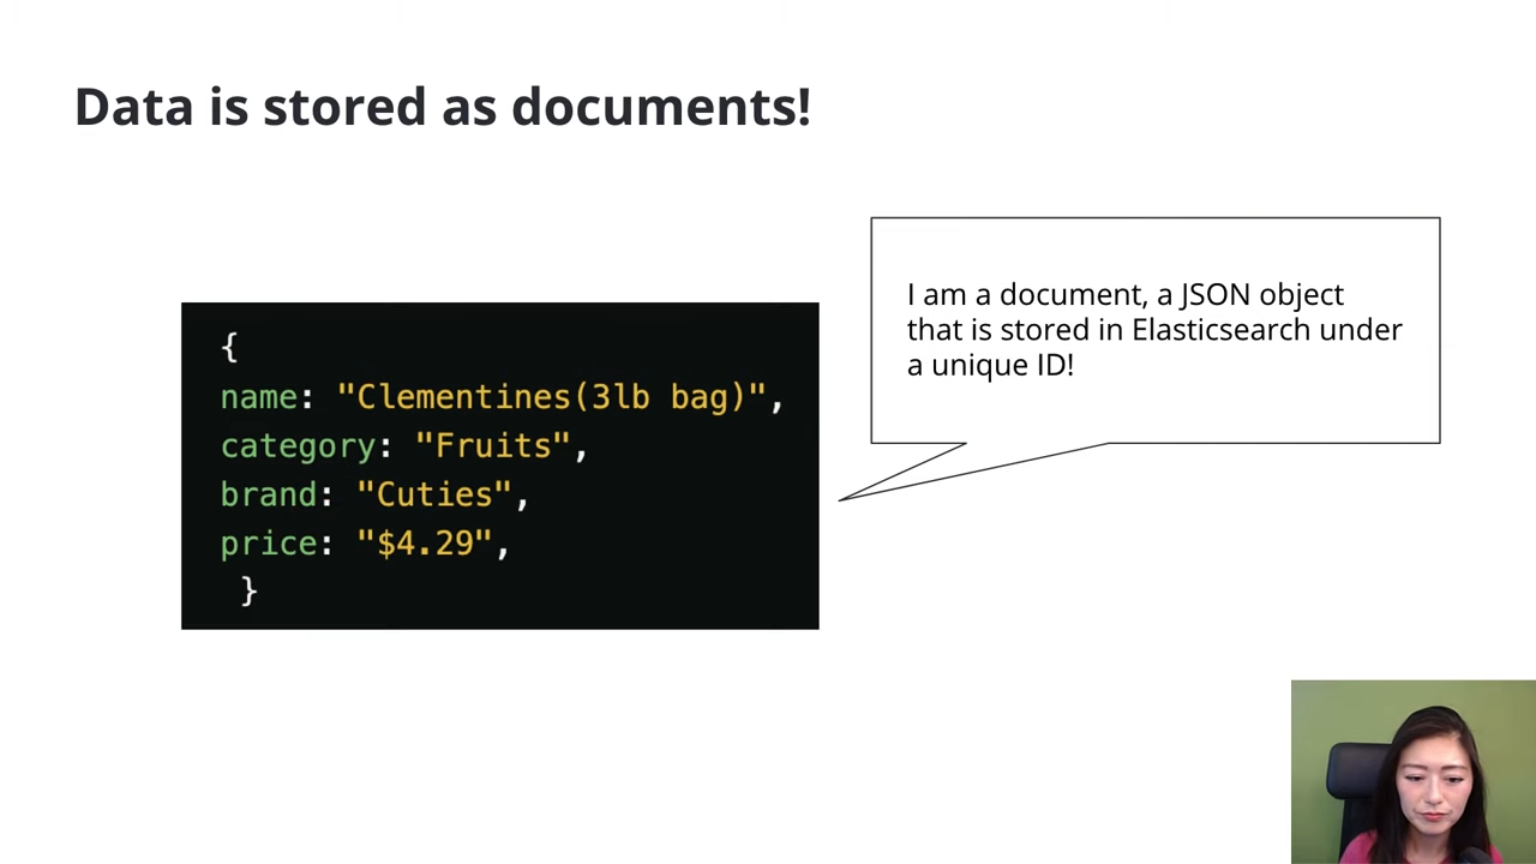 Data is stored as documents!
I am a document, a JSON object
that is stored in Elasticsearch under
a unique ID!
{
name: "Clementines(3lb bag)",
category: "Fruits",
brand: "Cuties",
price: "$4.29",
}